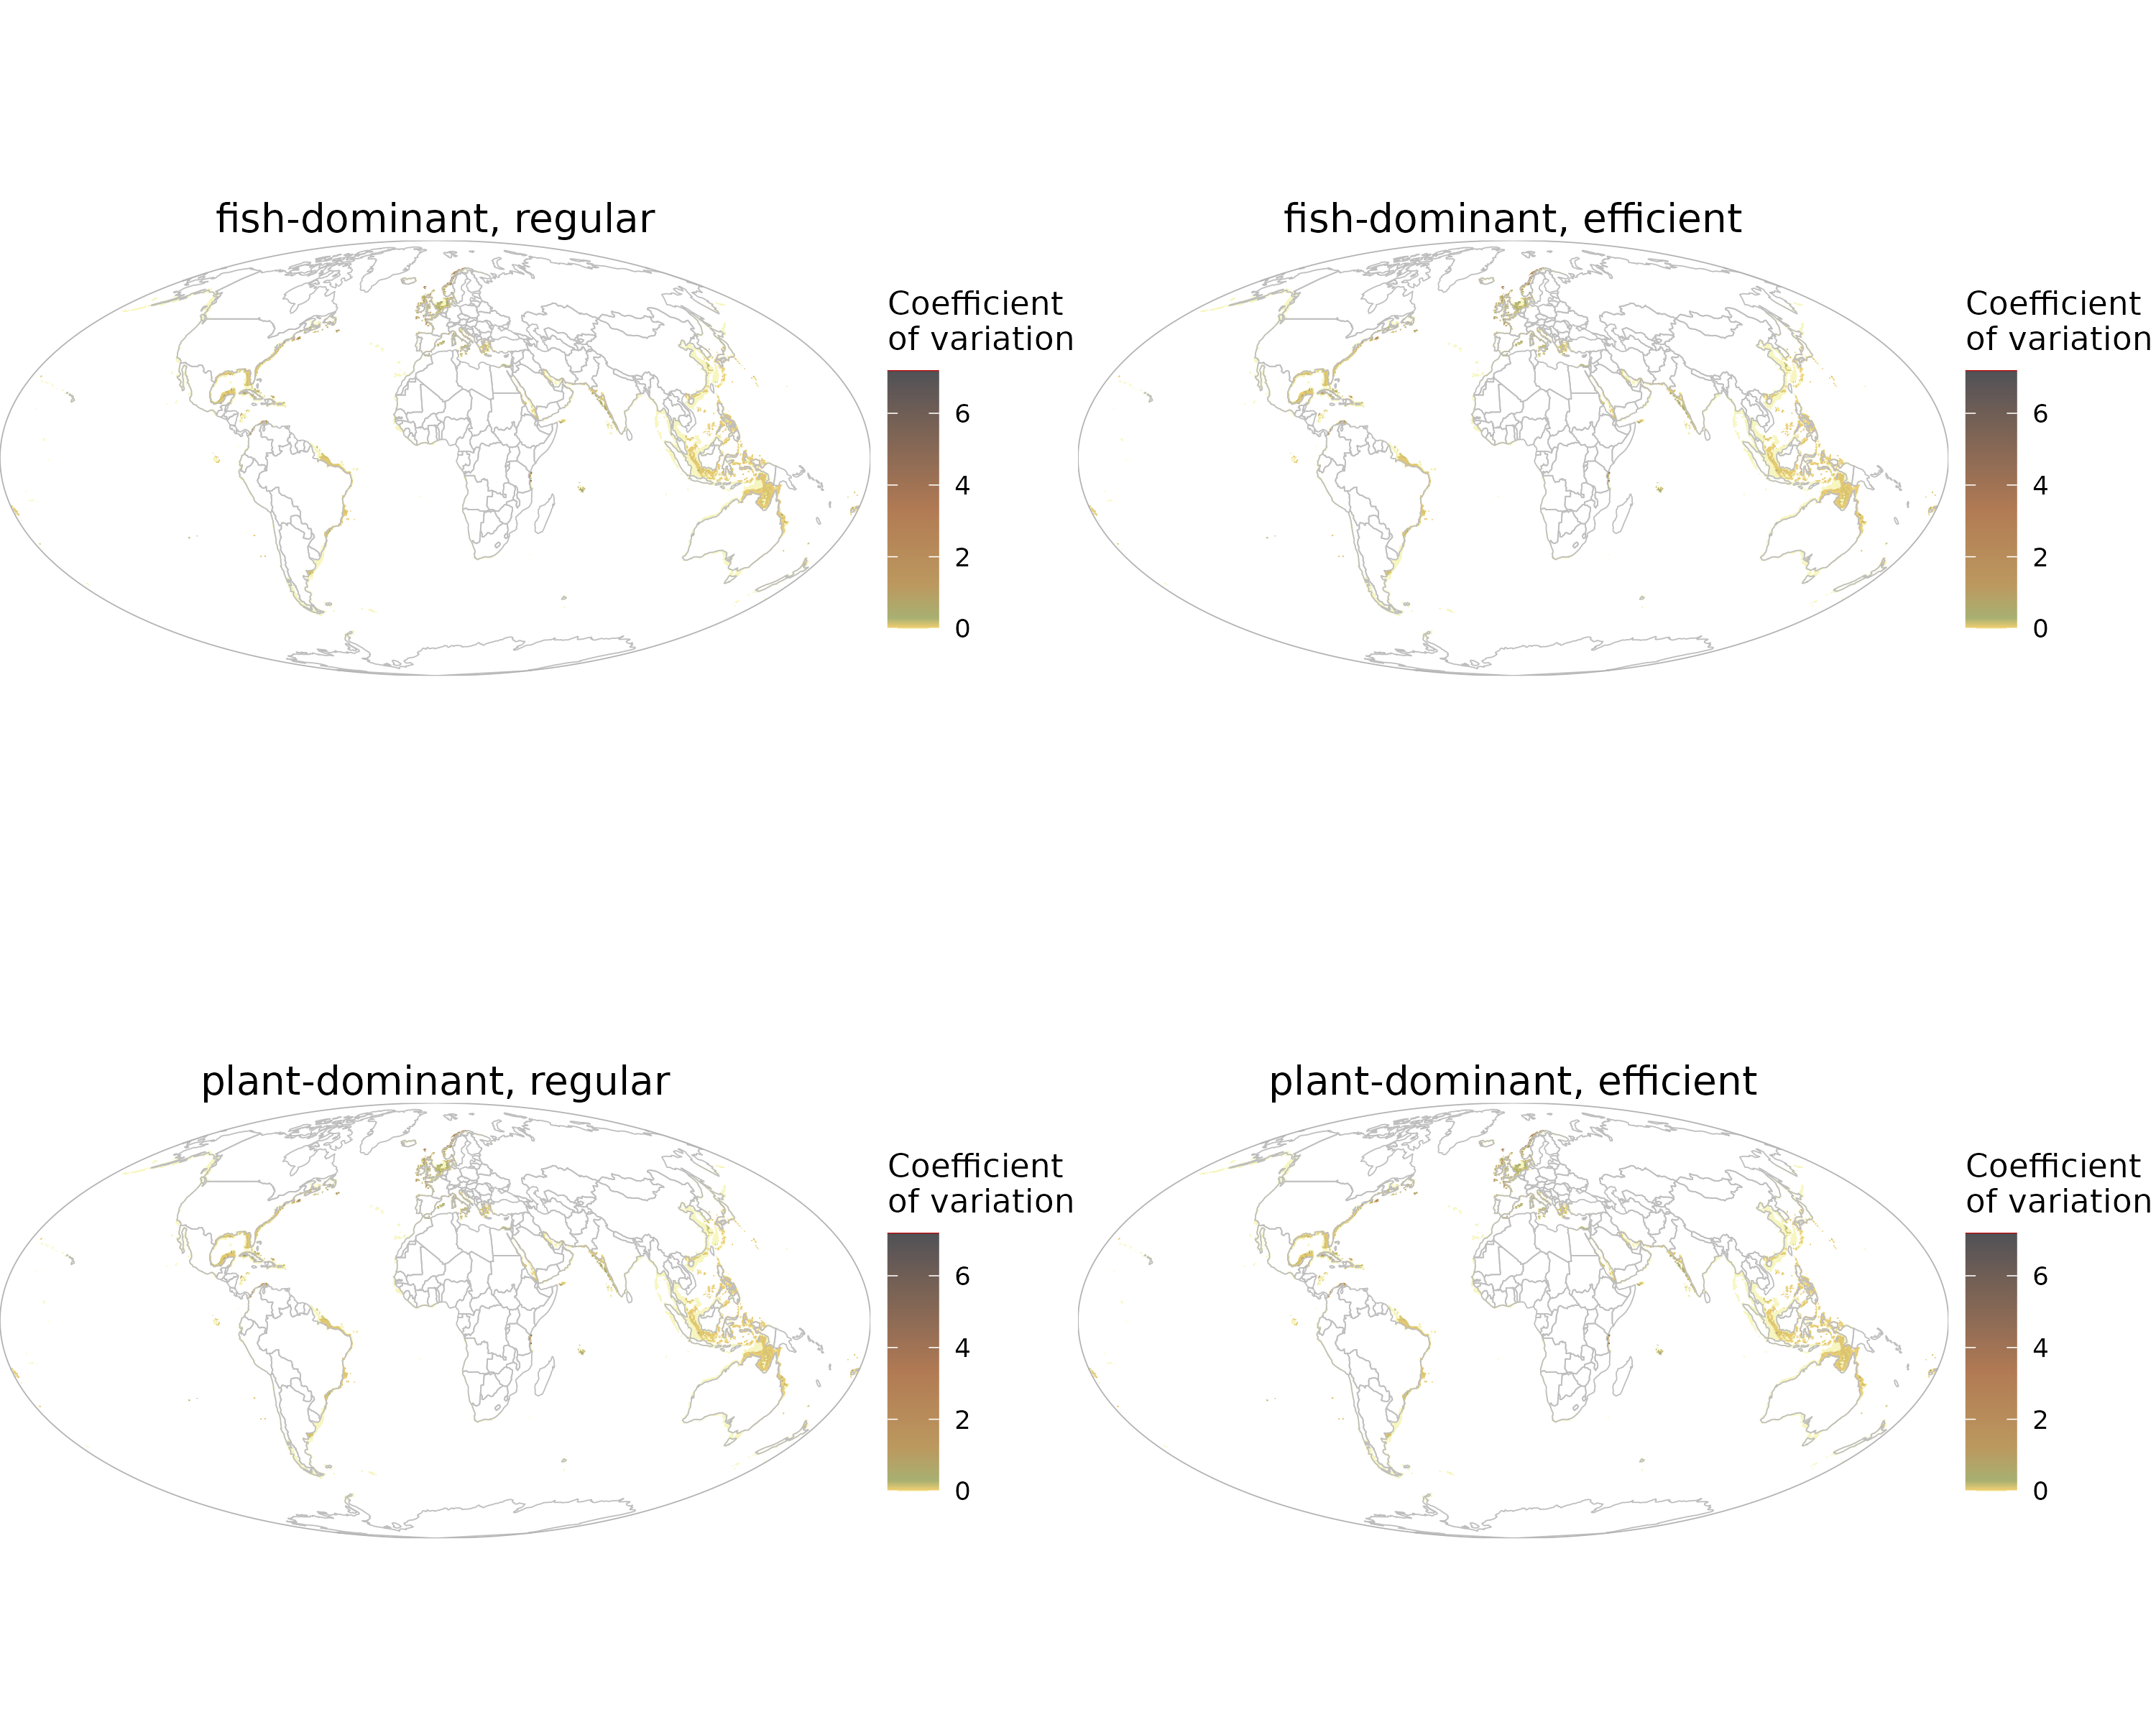 fish-dominant, regular
Coefficient
of variation
6
4
2
0
fish-dominant, efficient
Coefficient
of variation
6
4
2
0
plant-dominant, regular
Coefficient
of variation
6
4
2
0
plant-dominant, efficient
Coefficient
of variation
6
4
2
0